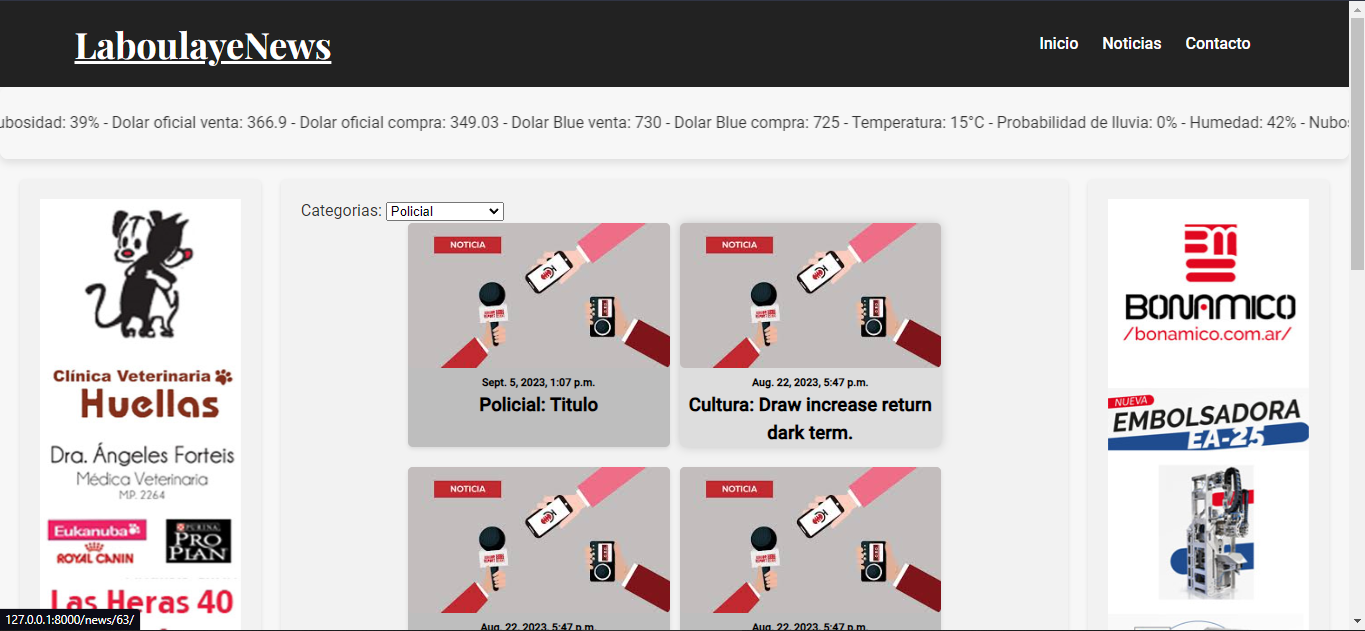 LaboulayeNews
Inicio Noticias Contacto
ubosidad: 39% - Dolar oficial venta: 366.9 - Dolar oficial compra: 349.03 - Dolar Blue venta: 730 - Dolar Blue compra: 725 - Temperatura: 15°C - Probabilidad de lluvia: 0% - Humedad: 42% - Nubos
Clínica Veterinaria
Huellas
Dra. Ángeles Forteis
Médica Veterinaria
MP. 2264
Eukanuba
ROYAL CANIN
PURINA
PRO
PLAN
Las Heras 40
Categorias: Policial
NOTICIA
Sept. 5, 2023, 1:07 p.m.
Policial: Titulo
NOTICIA
Aug. 22, 2023, 5:47 p.m.
Cultura: Draw increase return
dark term.
NOTICIA
Aug. 22, 2023, 5:47 p.m.
NOTICIA
Aug. 22, 2023, 5:47 p.m.
BONAMICO
/bonamico.com.ar/
NUEVA
EMBOLSADORA
EA-25
127.0.0.1:8000/news/63/